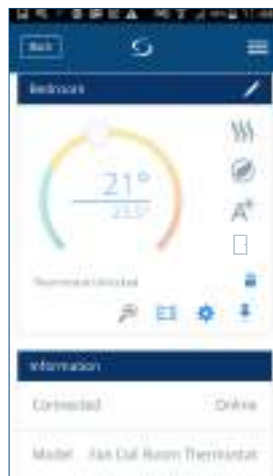 Back
Bedroom
21°
23.0°
Thermostat Unlocked
Information
Connected Online
Model Fan Coil Room Thermostat